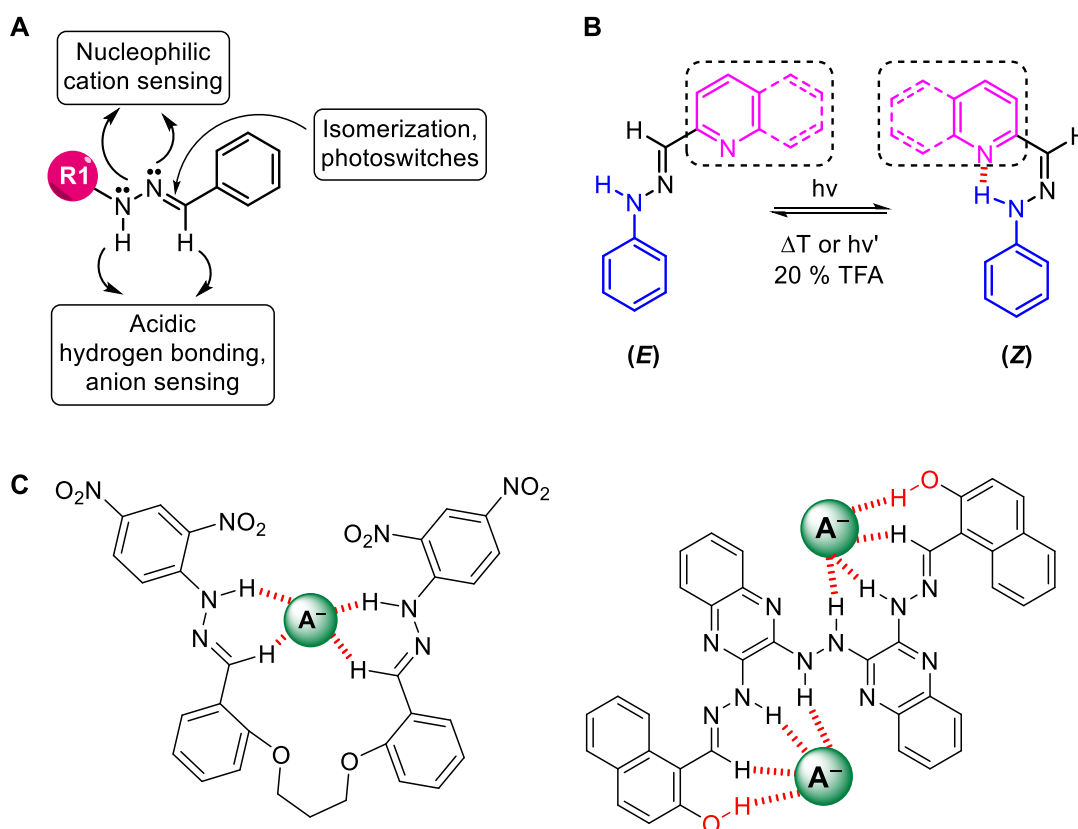 A
Nucleophilic
cation sensing
Isomerization,
photoswitches
R1
N
N
H
H
Acidic
hydrogen bonding,
anion sensing
B
H
N
H
N
N
hν
ΔT or hν'
20 % TFA
(E)
N
H
H
N
N
(Z)
C
O₂N
NO₂
NO₂
O₂N
N
H
H
N
A⁻
N
N
H
H
O
O
H
O
A⁻
H
H
N
H
N
N
N
H
N
N
N
N
N
N
H
H
N
N
H
A⁻
O
H